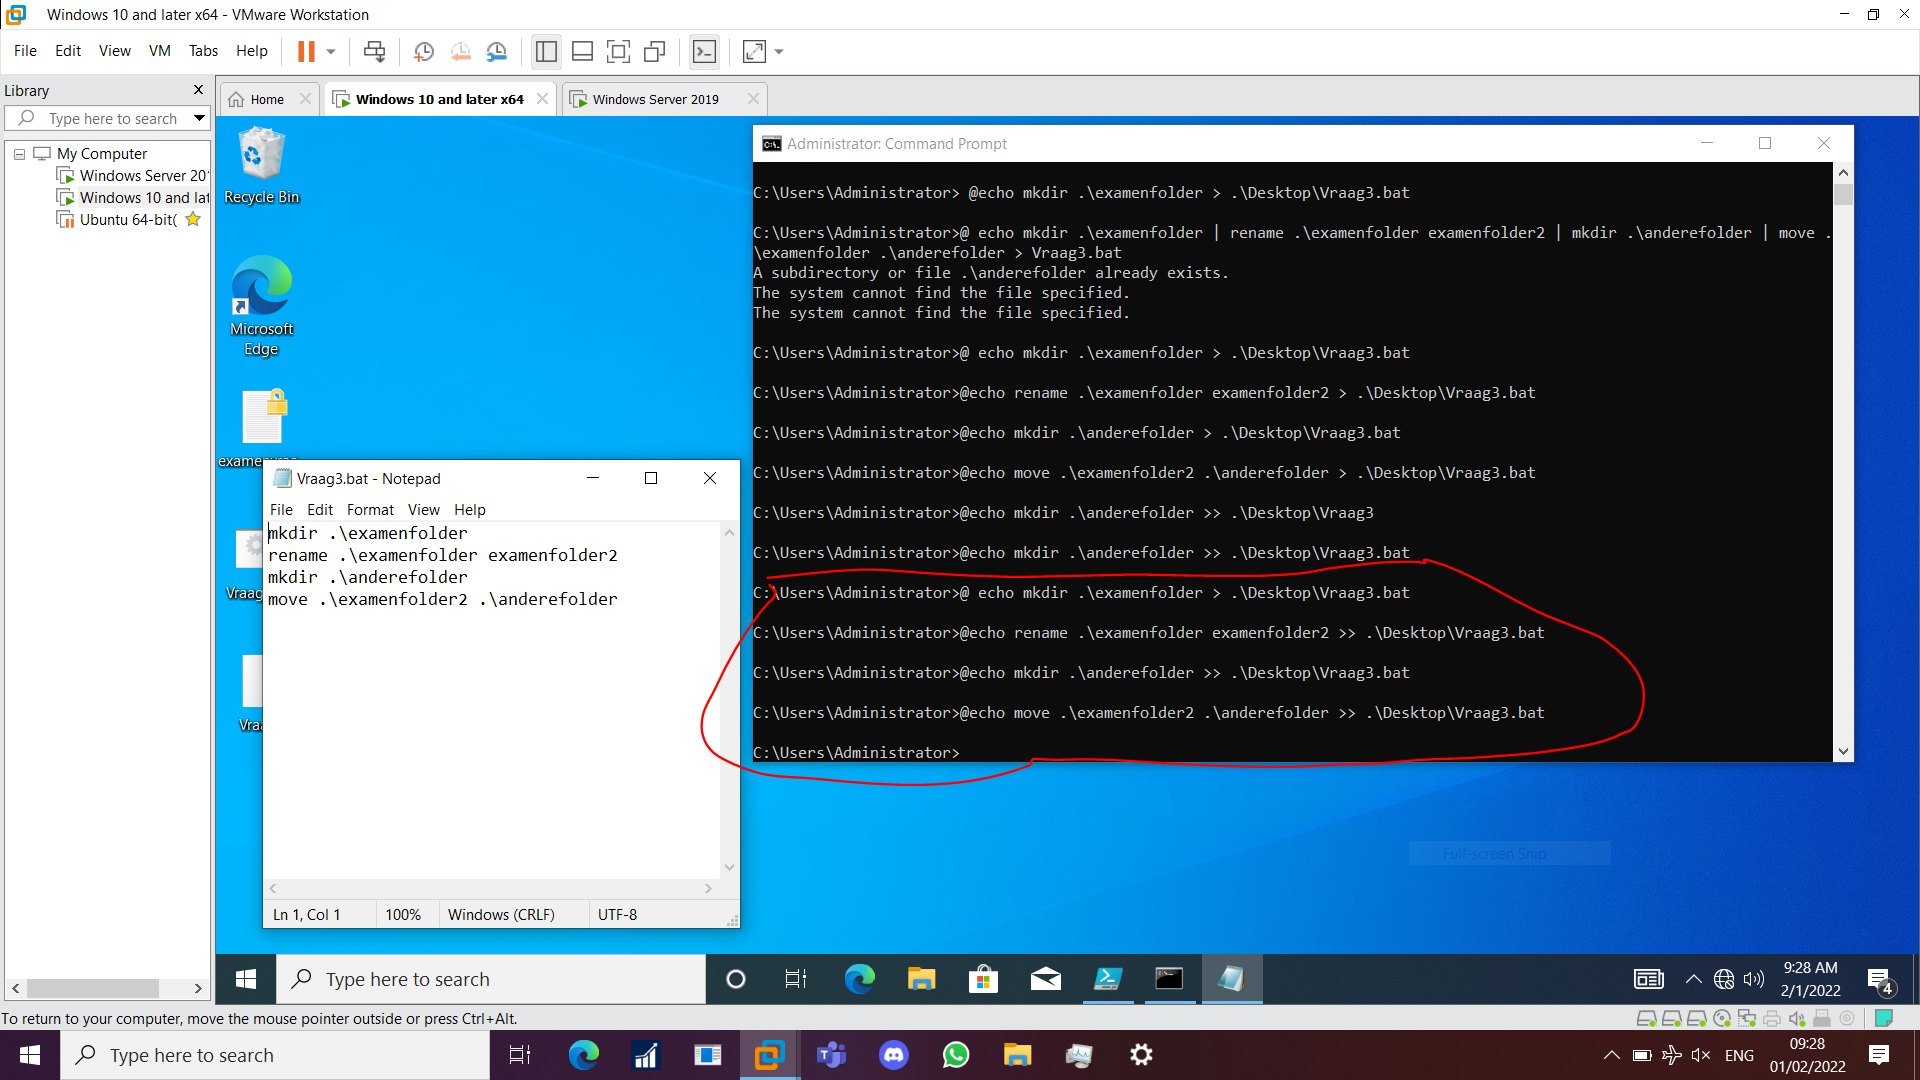 Windows 10 and later x64 - VMware Workstation
File Edit View VM Tabs Help
Library
Type here to search
My Computer
Windows Server 201
Windows 10 and lat
Ubuntu 64-bit(
Home
Windows 10 and later x64
Windows Server 2019
Recycle Bin
Microsoft
Edge
Administrator: Command Prompt
C:\Users\Administrator> @echo mkdir .\examenfolder > .\Desktop\Vraag3.bat
C:\Users\Administrator>@ echo mkdir .\examenfolder | rename .\examenfolder examenfolder2 | mkdir .\anderefolder | move .
\examenfolder .\anderefolder > Vraag3.bat
A subdirectory or file .\anderefolder already exists.
The system cannot find the file specified.
The system cannot find the file specified.
C:\Users\Administrator>@ echo mkdir .\examenfolder > .\Desktop\Vraag3.bat
C:\Users\Administrator>@echo rename .\examenfolder examenfolder2 > .\Desktop\Vraag3.bat
C:\Users\Administrator>@echo mkdir .\anderefolder > .\Desktop\Vraag3.bat
C:\Users\Administrator>@echo move .\examenfolder2 .\anderefolder > .\Desktop\Vraag3.bat
C:\Users\Administrator>@echo mkdir .\anderefolder >> .\Desktop\Vraag3
C:\Users\Administrator>@echo mkdir .\anderefolder >> .\Desktop\Vraag3.bat
C:\Users\Administrator>@ echo mkdir .\examenfolder > .\Desktop\Vraag3.bat
C:\Users\Administrator>@echo rename .\examenfolder examenfolder2 >> .\Desktop\Vraag3.bat
C:\Users\Administrator>@echo mkdir .\anderefolder >> .\Desktop\Vraag3.bat
C:\Users\Administrator>@echo move .\examenfolder2 .\anderefolder >> .\Desktop\Vraag3.bat
C:\Users\Administrator>
Vraag
Vraa
Vraag3.bat - Notepad
File Edit Format View Help
mkdir .\examenfolder
rename .\examenfolder examenfolder2
mkdir .\anderefolder
move .\examenfolder2 .\anderefolder
Ln 1, Col 1 100% Windows (CRLF) UTF-8
Full-screen Snip
Type here to search
9:28 AM
2/1/2022
4
To return to your computer, move the mouse pointer outside or press Ctrl+Alt.
Type here to search
ENG
09:28
01/02/2022